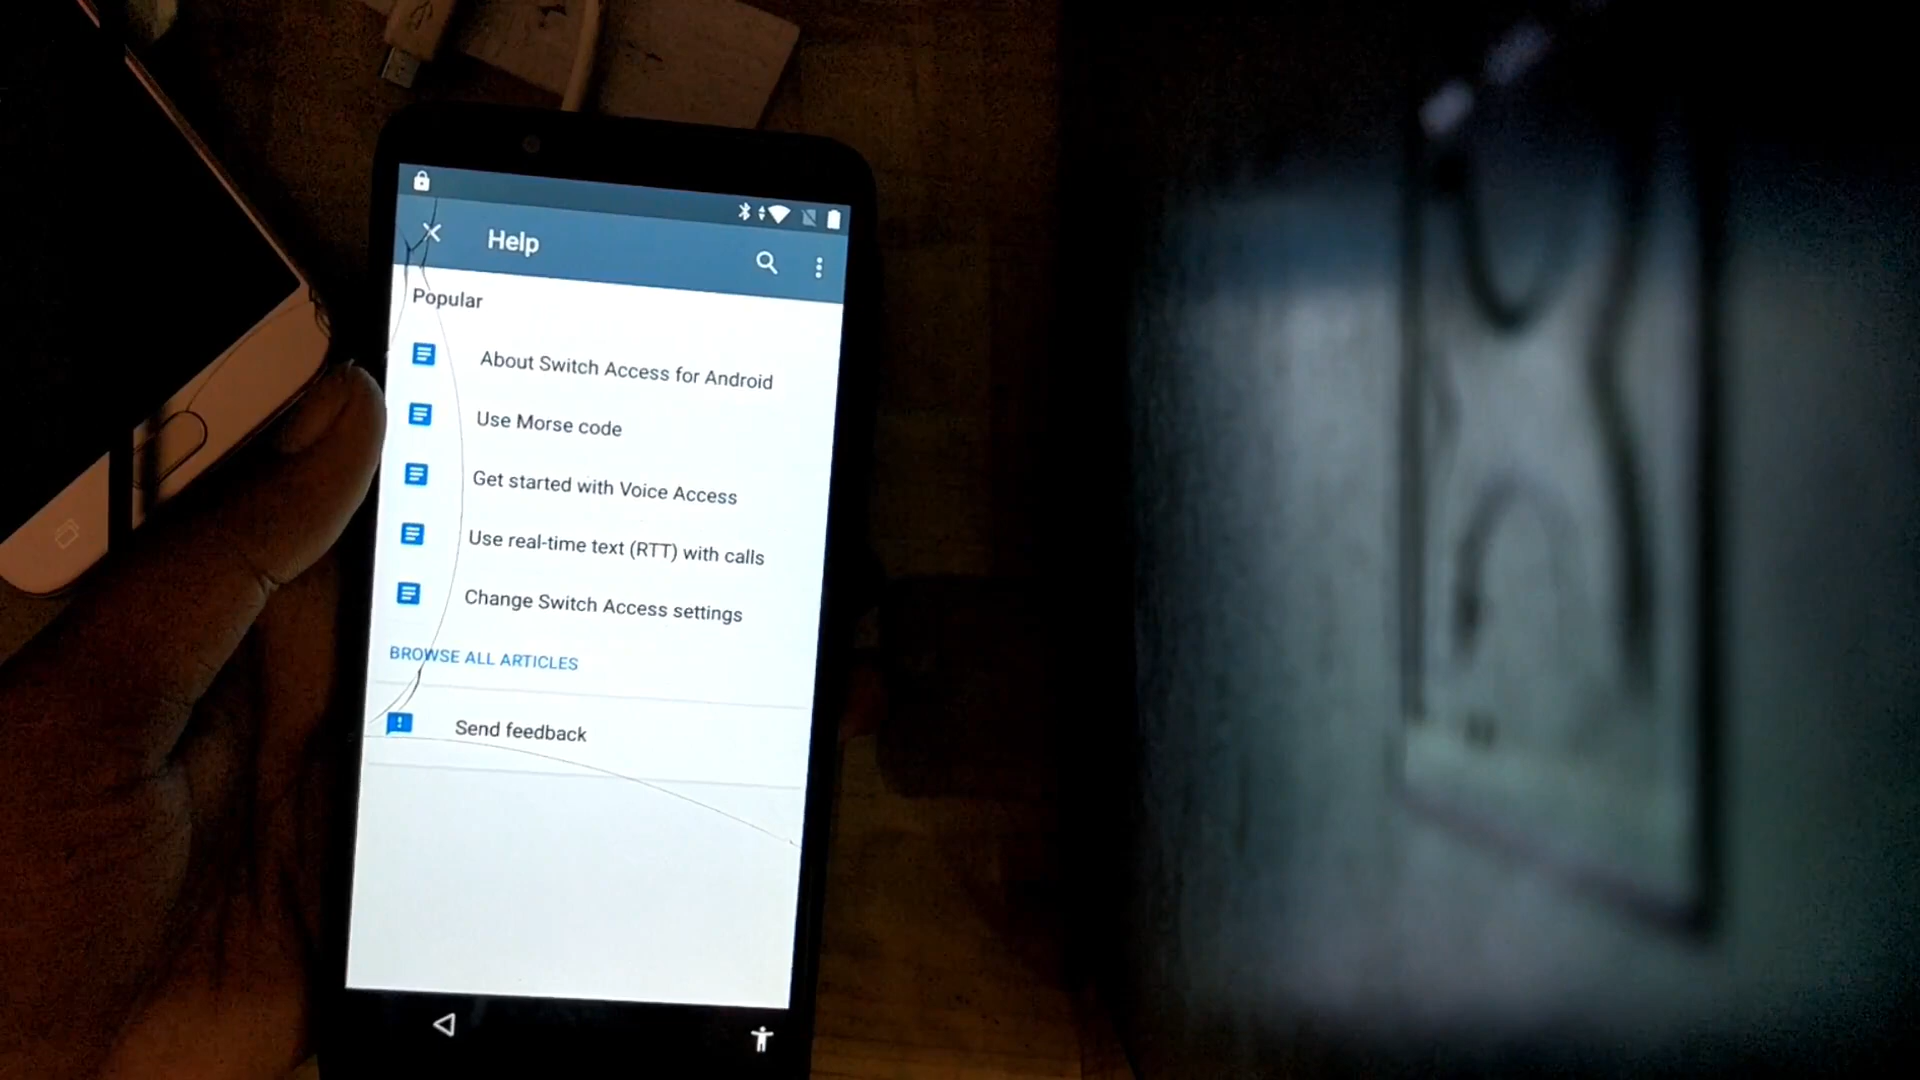 Help
Popular
About Switch Access for Android
Use Morse code
Get started with Voice Access
Use real-time text (RTT) with calls
Change Switch Access settings
BROWSE ALL ARTICLES
Send feedback